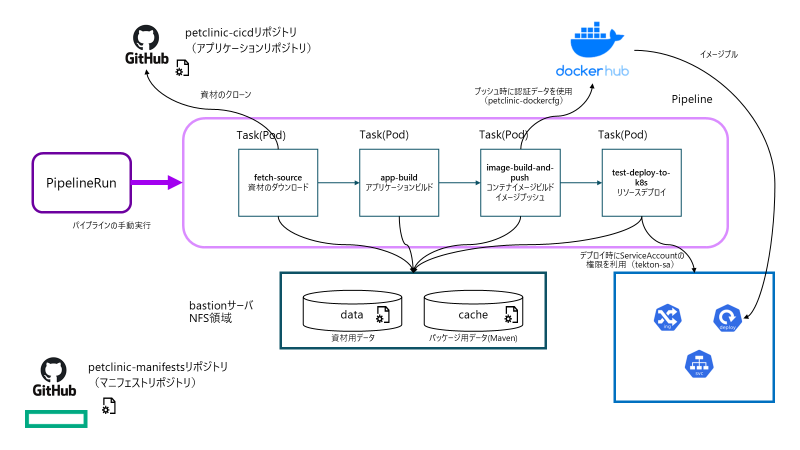 petclinic-cicdリポジトリ
（アプリケーションリポジトリ）
GitHub
dockerhub
イメージプル
資材のクローン
プッシュ時に認証データを使用
（petclinic-dockercfg）
Pipeline
Task(Pod)
Task(Pod)
Task(Pod)
Task(Pod)
PipelineRun
fetch-source
資材のダウンロード
app-build
アプリケーションビルド
image-build-and-
push
コンテナイメージビルド
イメージプッシュ
test-deploy-to-
k8s
リソースデプロイ
パイプラインの手動実行
デプロイ時にServiceAccountの
権限を利用（tekton-sa）
bastionサーバ
NFS領域
data
cache
資材用データ
パッケージ用データ(Maven)
ing
deploy
svc
petclinic-manifestsリポジトリ
（マニフェストリポジトリ）
GitHub